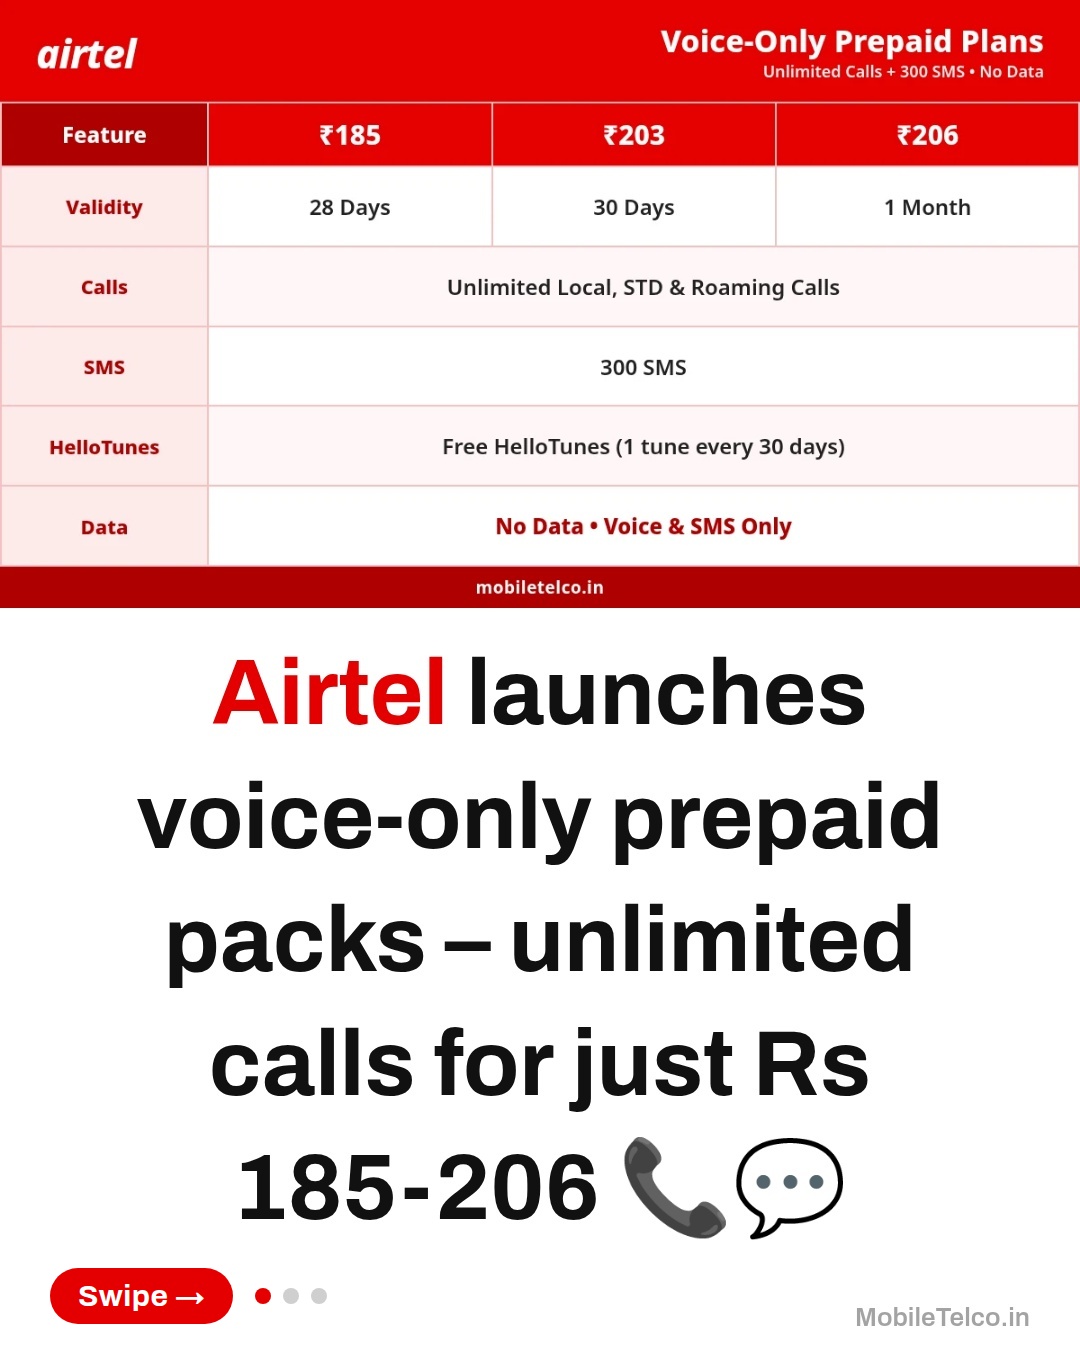 airtel
Voice-Only Prepaid Plans
Unlimited Calls + 300 SMS • No Data
Feature ₹185 ₹203 ₹206
Validity 28 Days 30 Days 1 Month
Calls Unlimited Local, STD & Roaming Calls
SMS 300 SMS
HelloTunes Free HelloTunes (1 tune every 30 days)
Data No Data • Voice & SMS Only
mobiletelco.in
Airtel launches
voice-only prepaid
packs – unlimited
calls for just Rs
185-206 📞💬
Swipe →
MobileTelco.in